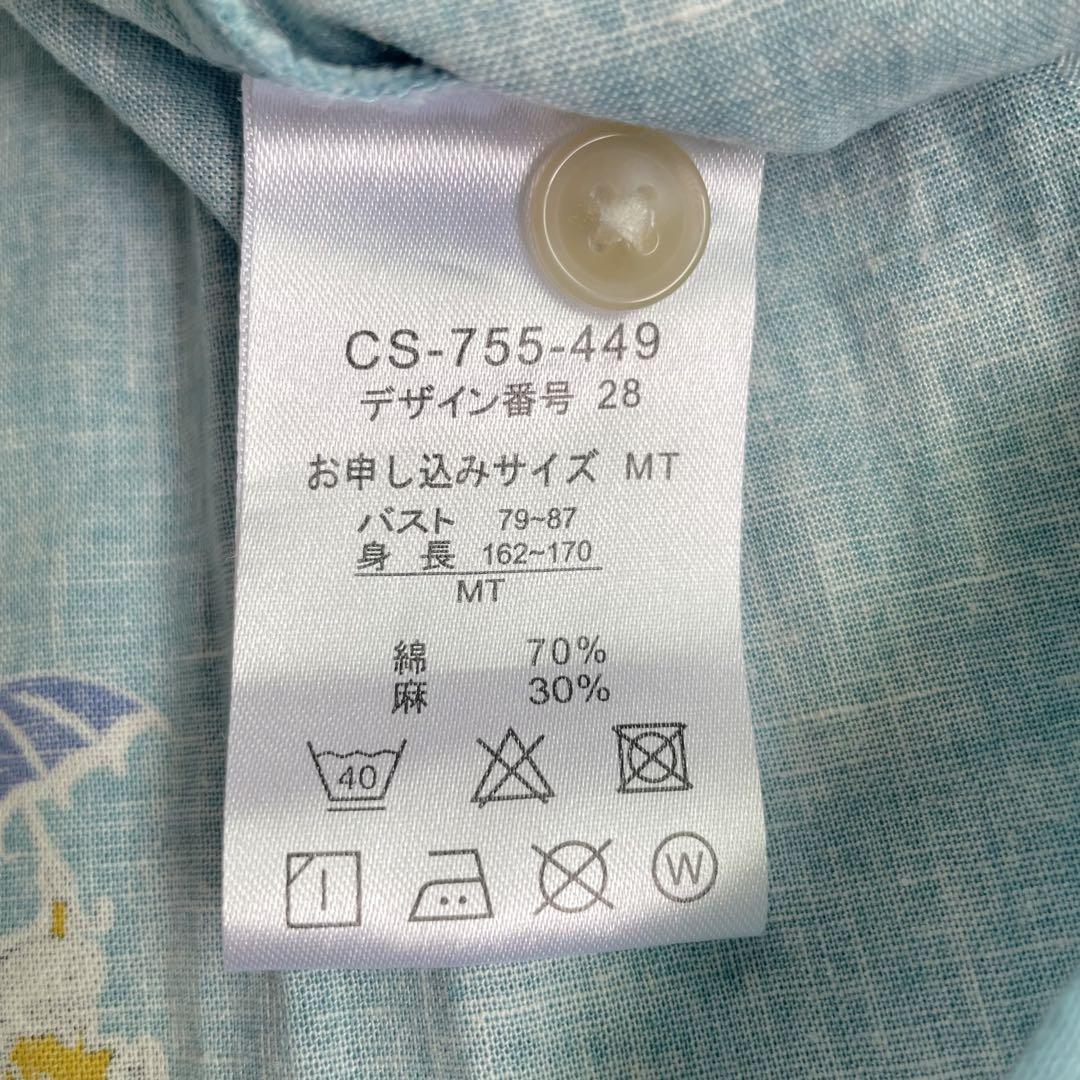 CS-755-449
デザイン番号 28
お申し込みサイズ MT
バスト 79~87
身 長 162~170
MT
綿 70%
麻 30%
40
W